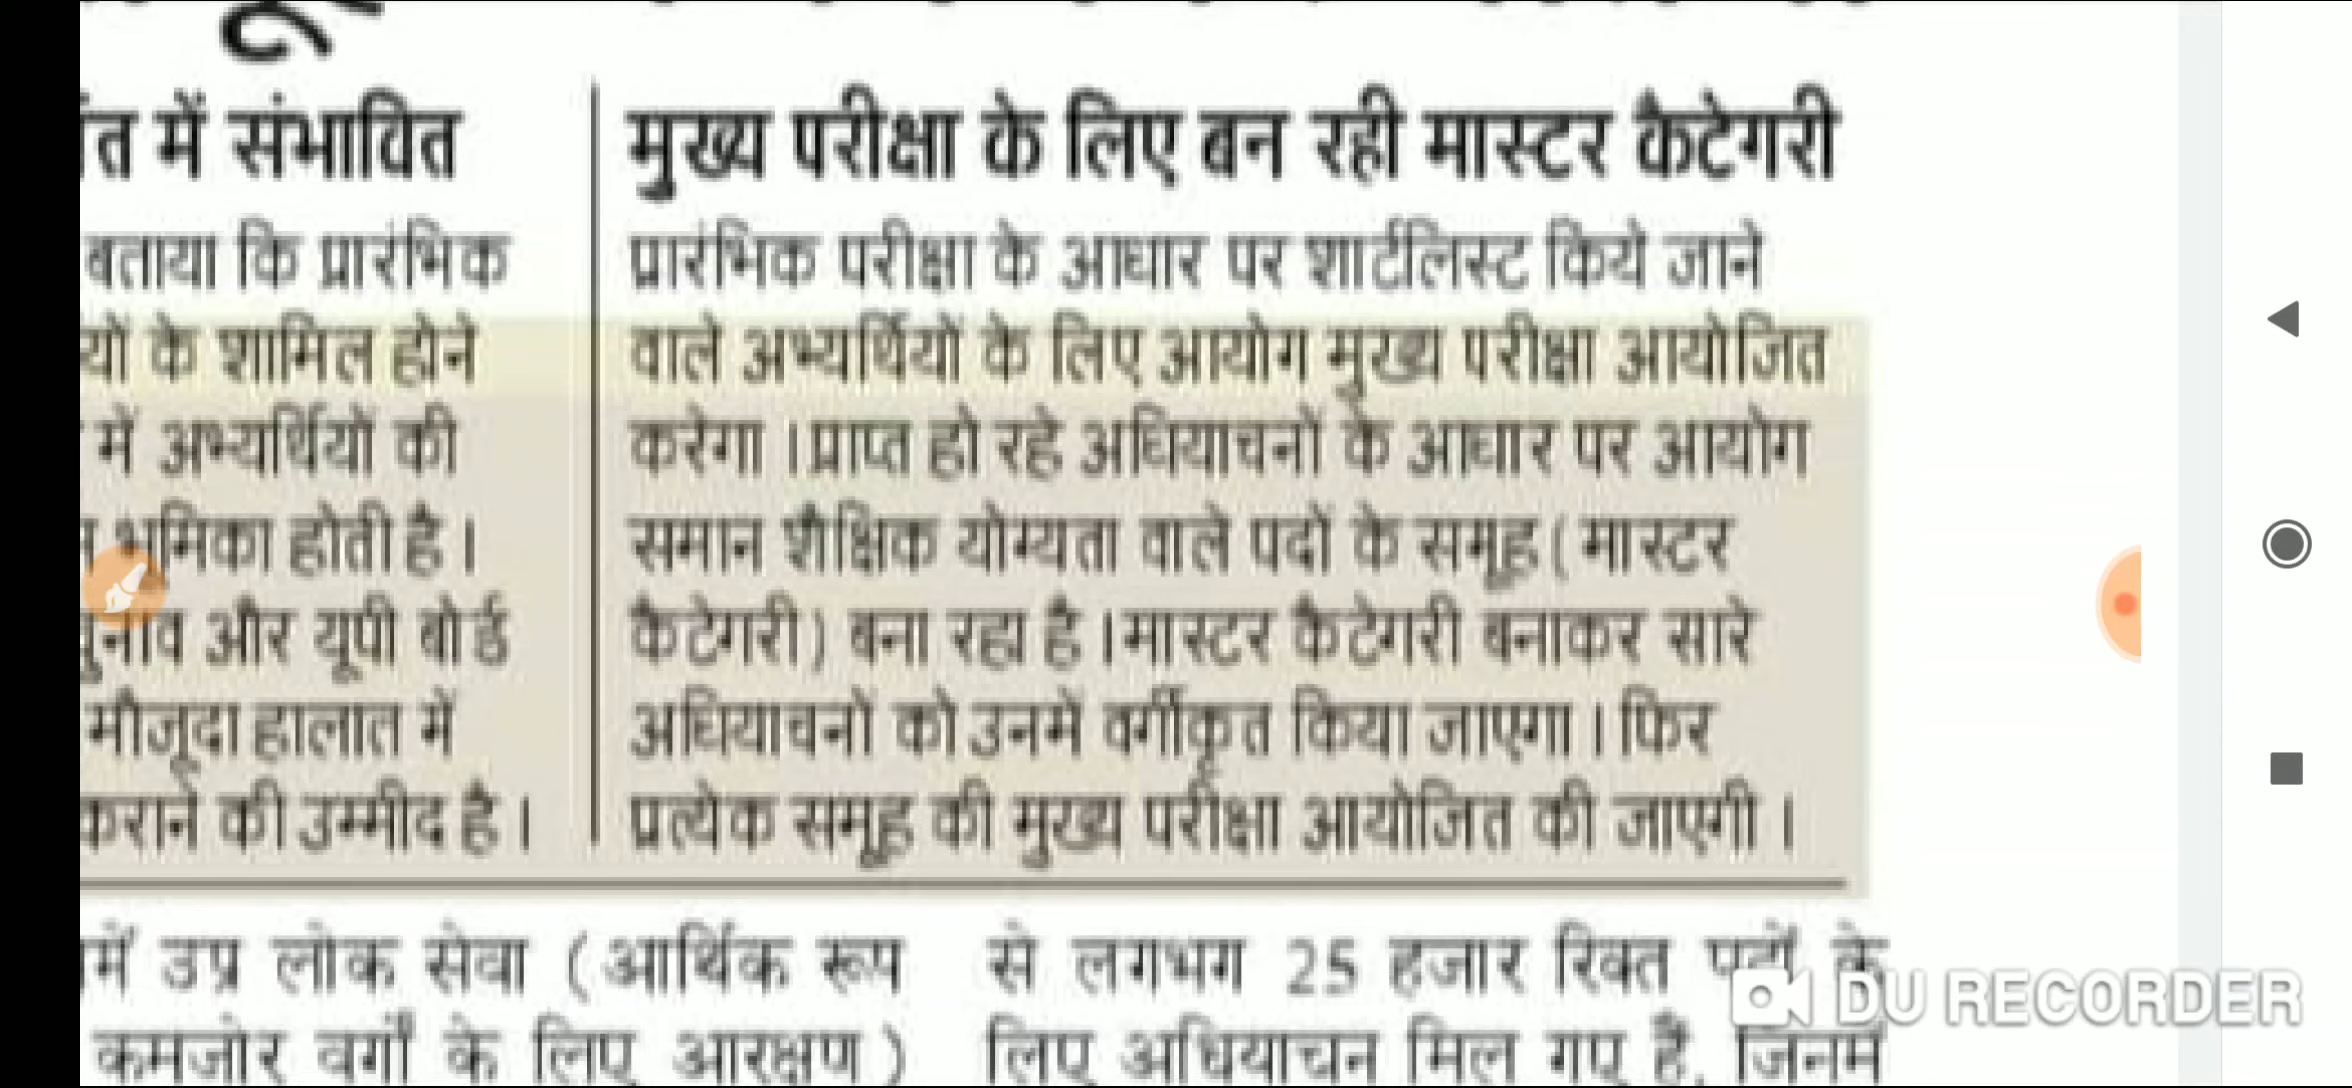 ंत में संभावित
बताया कि प्रारंभिक
यों के शामिल होने
में अभ्यर्थियों की
भूमिका होती है।
चुनाव और यूपी बोर्ड
मौजूदा हालात में
कराने की उम्मीद है।
मुख्य परीक्षा के लिए बन रही मास्टर कैटेगरी
प्रारंभिक परीक्षा के आधार पर शार्टलिस्ट किये जाने
वाले अभ्यर्थियों के लिए आयोग मुख्य परीक्षा आयोजित
करेगा।प्राप्त हो रहे अधियाचनों के आधार पर आयोग
समान शैक्षिक योग्यता वाले पदों के समूह (मास्टर
कैटेगरी) बना रहा है।मास्टर कैटेगरी बनाकर सारे
अधियाचनों को उनमें वर्गीकृत किया जाएगा। फिर
प्रत्येक समूह की मुख्य परीक्षा आयोजित की जाएगी।
में उप्र लोक सेवा (आर्थिक रूप
कमजोर वर्गों के लिए आरक्षण)
से लगभग 25 हजार रिक्त पदों के
लिए अधियाचन मिल गए हैं, जिनमें
DU RECORDER